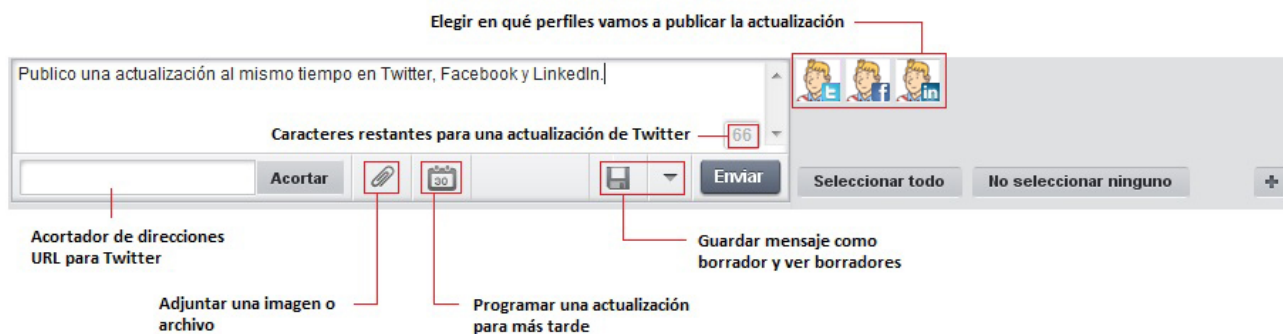 Elegir en qué perfiles vamos a publicar la actualización
Publico una actualización al mismo tiempo en Twitter, Facebook y LinkedIn.
Caracteres restantes para una actualización de Twitter
66
Acortar
30
Enviar
Seleccionar todo
No seleccionar ninguno
Acortador de direcciones
URL para Twitter
Guardar mensaje como
borrador y ver borradores
Adjuntar una imagen o
archivo
Programar una actualización
para más tarde